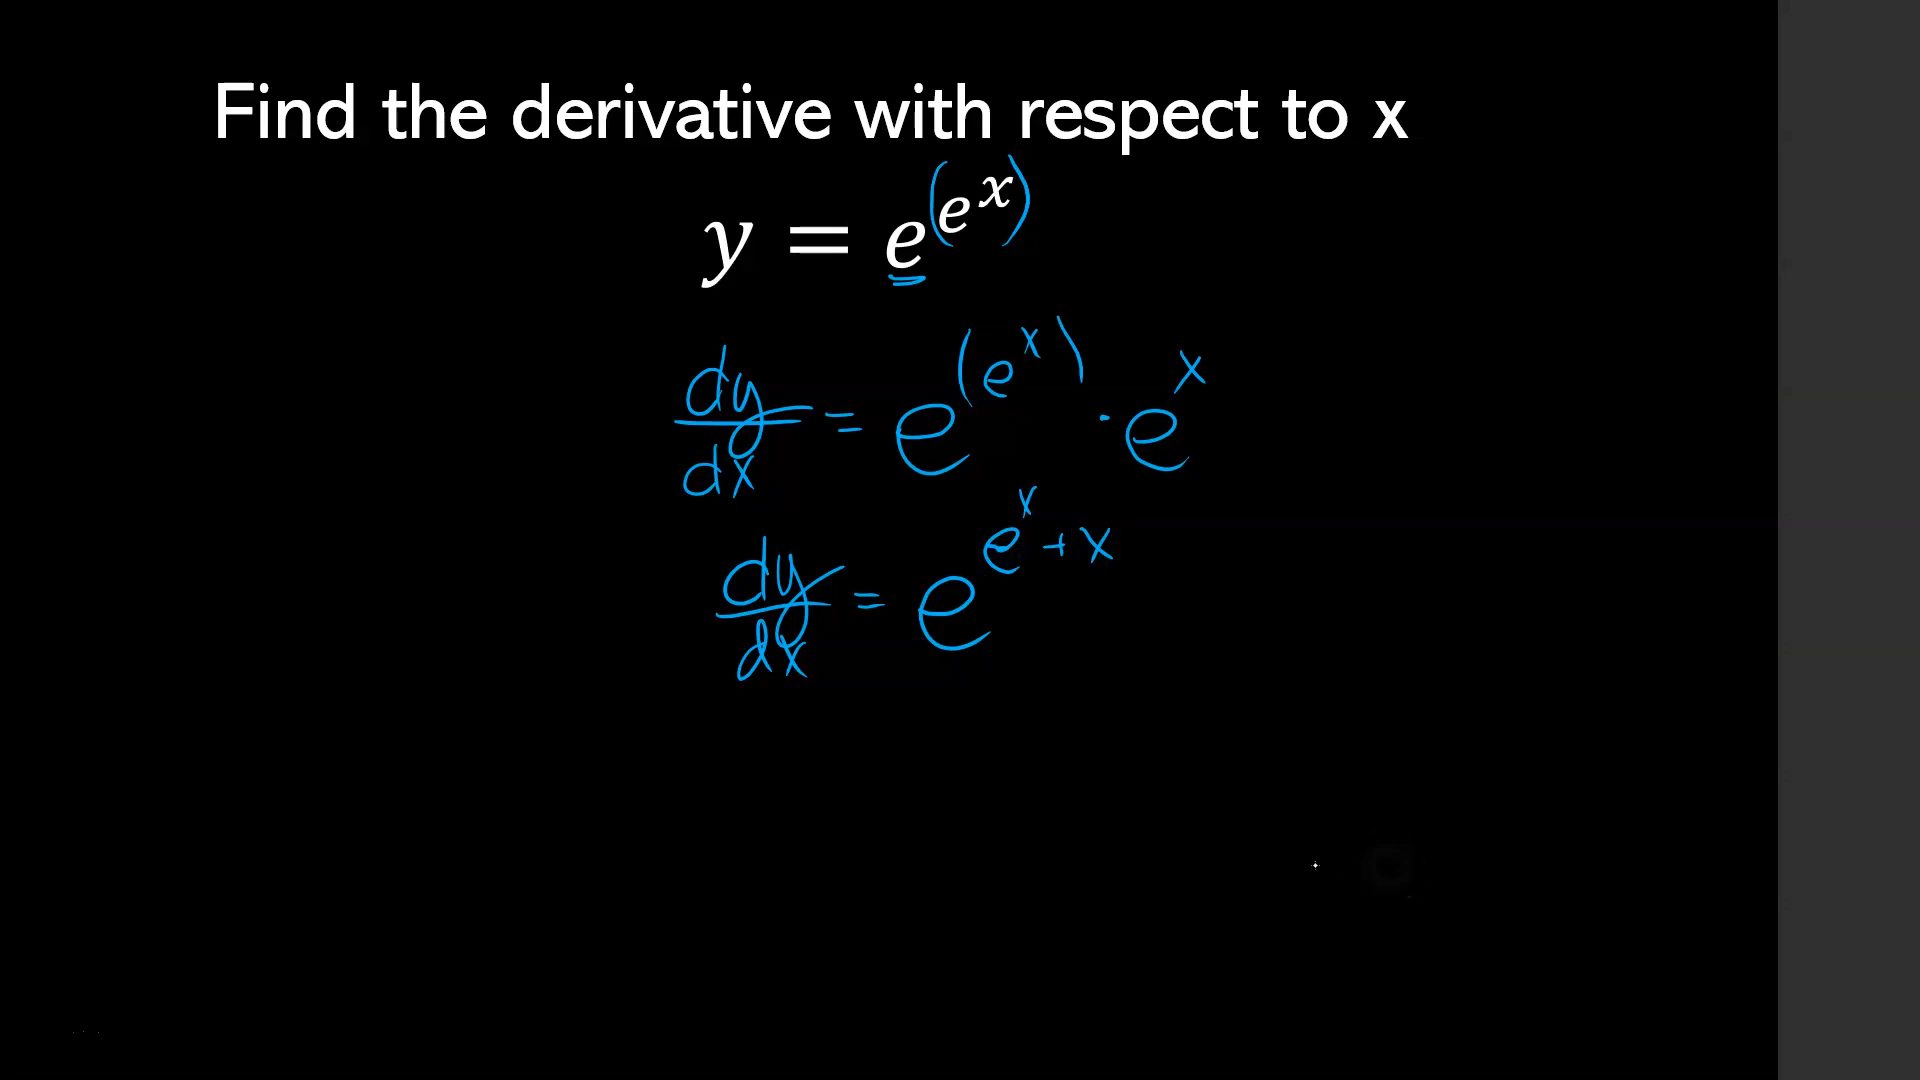 Find the derivative with respect to x
y = e^(e^x)
dy/dx = e^(e^x) · e^x
dy/dx = e^(e^x + x)